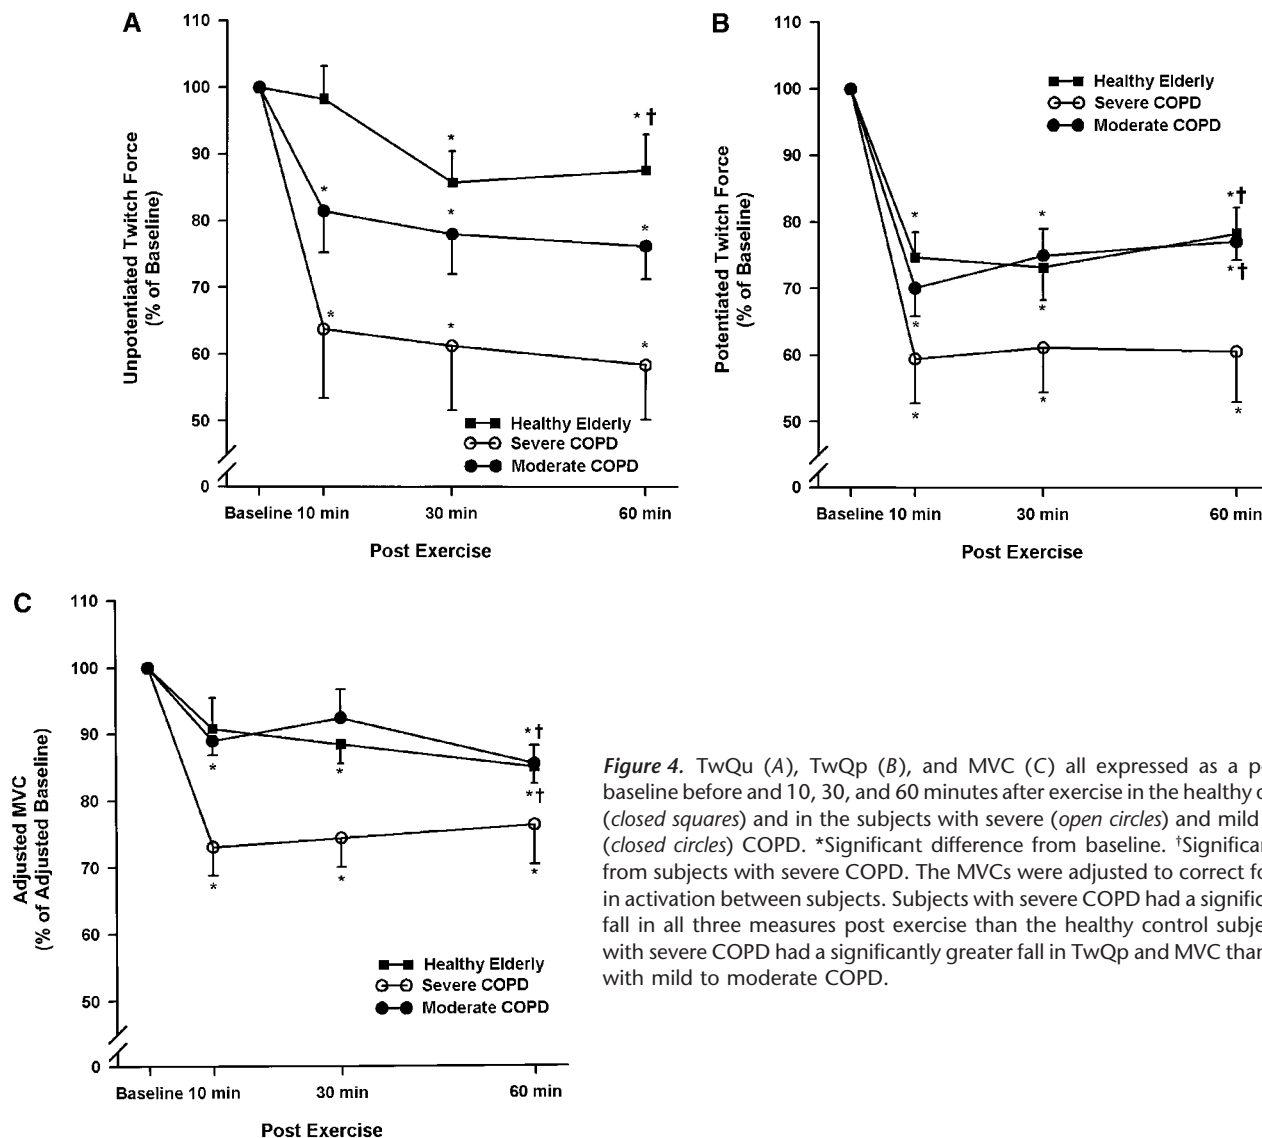 A
110
100
90
80
70
60
50
0
Unpotentiated Twitch Force
(% of Baseline)
* * * † * * * * * *
Healthy Elderly
Severe COPD
Moderate COPD
Baseline 10 min 30 min 60 min
Post Exercise
B
110
100
90
80
70
60
50
0
Potentiated Twitch Force
(% of Baseline)
Healthy Elderly
Severe COPD
Moderate COPD
* * *†
* * *†
* * *
Baseline 10 min 30 min 60 min
Post Exercise
C
110
100
90
80
70
60
50
0
Adjusted MVC
(% of Adjusted Baseline)
*†
* * *†
* * *
Healthy Elderly
Severe COPD
Moderate COPD
Baseline 10 min 30 min 60 min
Post Exercise
Figure 4. TwQu (A), TwQp (B), and MVC (C) all expressed as a p
baseline before and 10, 30, and 60 minutes after exercise in the healthy
(closed squares) and in the subjects with severe (open circles) and mild
(closed circles) COPD. *Significant difference from baseline. †Significan
from subjects with severe COPD. The MVCs were adjusted to correct fo
in activation between subjects. Subjects with severe COPD had a signific
fall in all three measures post exercise than the healthy control subje
with severe COPD had a significantly greater fall in TwQp and MVC than
with mild to moderate COPD.